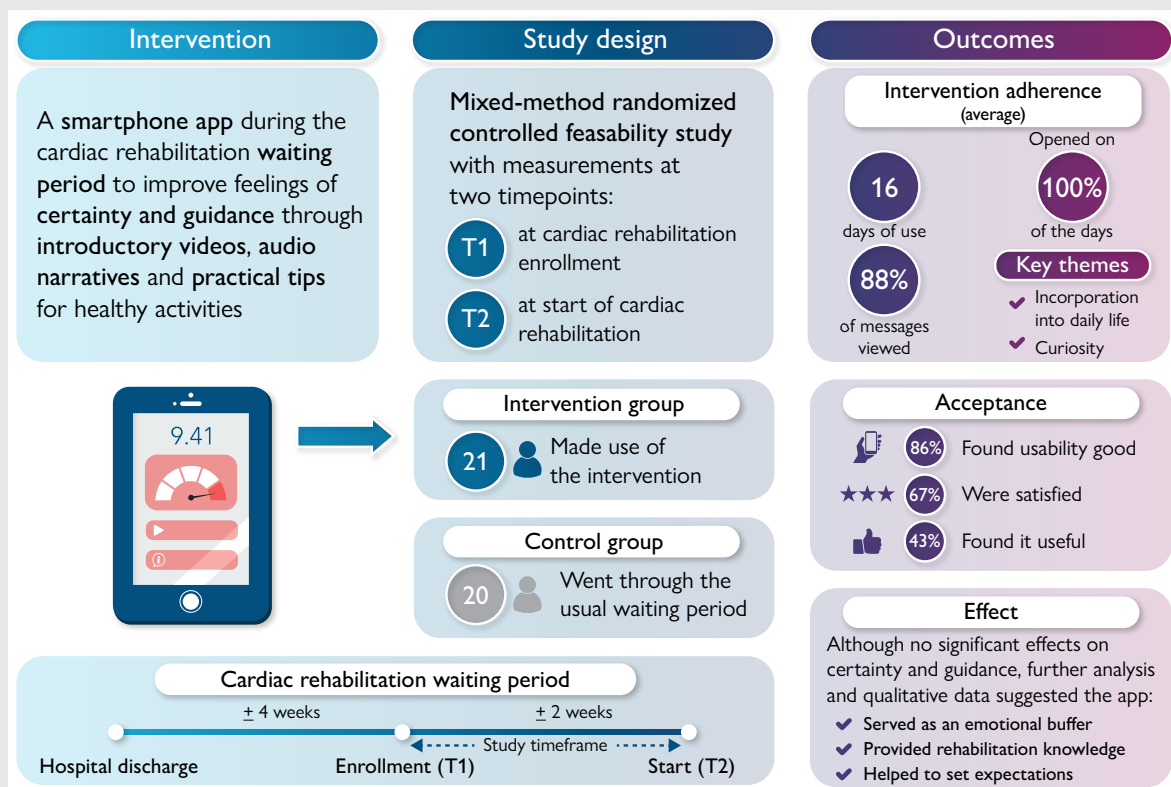 Intervention
A smartphone app during the
cardiac rehabilitation waiting
period to improve feelings of
certainty and guidance through
introductory videos, audio
narratives and practical tips
for healthy activities
9.41
Study design
Mixed-method randomized
controlled feasability study
with measurements at
two timepoints:
T1
at cardiac rehabilitation
enrollment
T2
at start of cardiac
rehabilitation
Intervention group
21
Made use of
the intervention
Control group
20
Went through the
usual waiting period
Cardiac rehabilitation waiting period
± 4 weeks
± 2 weeks
Study timeframe
Hospital discharge
Enrollment (T1)
Start (T2)
Outcomes
Intervention adherence
(average)
16
days of use
88%
of messages
viewed
Opened on
100%
of the days
Key themes
Incorporation
into daily life
Curiosity
Acceptance
86% Found usability good
67% Were satisfied
43% Found it useful
Effect
Although no significant effects on
certainty and guidance, further analysis
and qualitative data suggested the app:
Served as an emotional buffer
Provided rehabilitation knowledge
Helped to set expectations